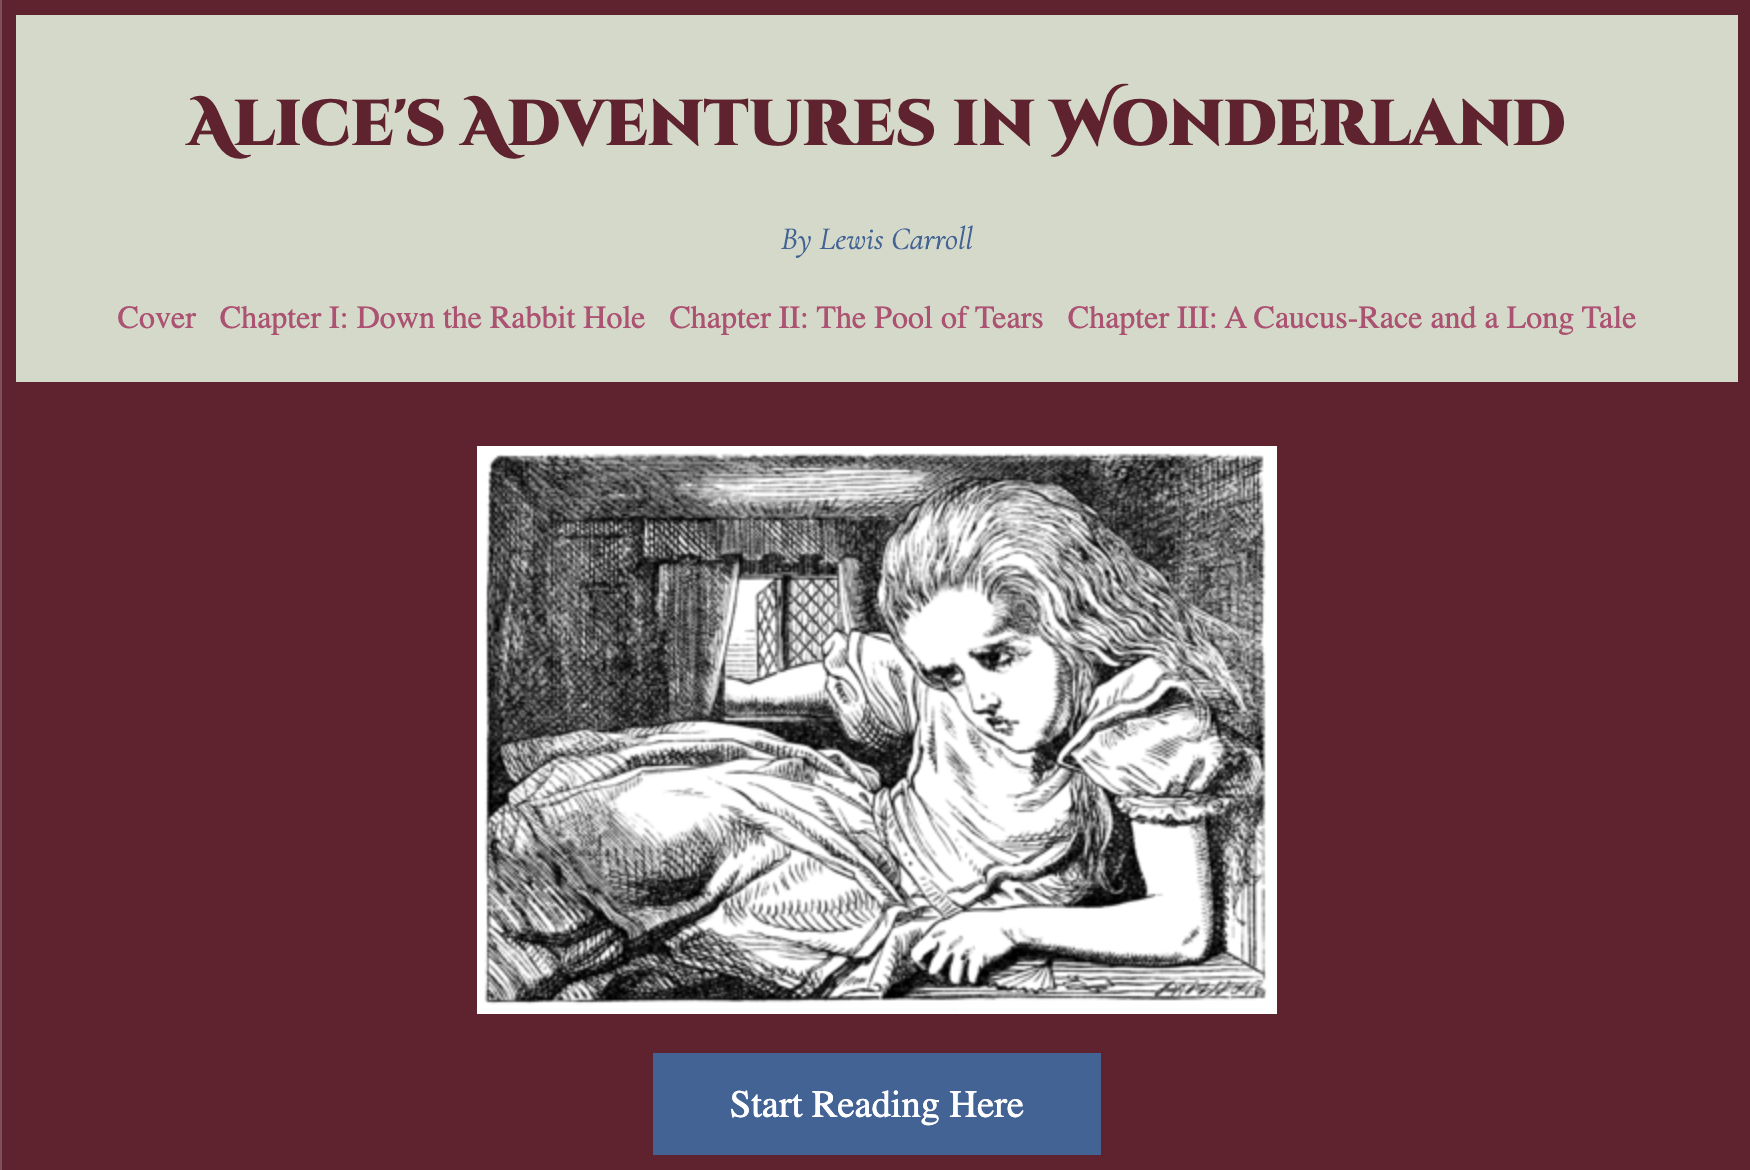 Alice's Adventures in Wonderland
By Lewis Carroll
Cover Chapter I: Down the Rabbit Hole Chapter II: The Pool of Tears Chapter III: A Caucus-Race and a Long Tale
Start Reading Here